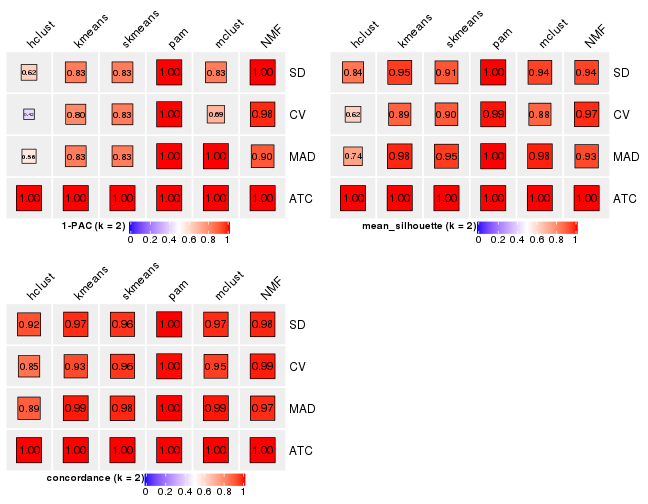 hclust kmeans skmeans pam mclust NMF
0.62 0.83 0.83 1.00 0.83 1.00 SD
0.80 0.83 1.00 0.69 0.98 CV
0.56 0.83 0.83 1.00 1.00 0.90 MAD
1.00 1.00 1.00 1.00 1.00 1.00 ATC
1-PAC (k = 2)
0 0.2 0.4 0.6 0.8 1
hclust kmeans skmeans pam mclust NMF
0.84 0.95 0.91 1.00 0.94 0.94 SD
0.62 0.89 0.90 0.99 0.88 0.97 CV
0.74 0.98 0.95 1.00 0.98 0.93 MAD
1.00 1.00 1.00 1.00 1.00 1.00 ATC
mean_silhouette (k = 2)
0 0.2 0.4 0.6 0.8 1
hclust kmeans skmeans pam mclust NMF
0.92 0.97 0.96 1.00 0.97 0.98 SD
0.85 0.93 0.96 1.00 0.95 0.99 CV
0.89 0.99 0.98 1.00 0.99 0.97 MAD
1.00 1.00 1.00 1.00 1.00 1.00 ATC
concordance (k = 2)
0 0.2 0.4 0.6 0.8 1